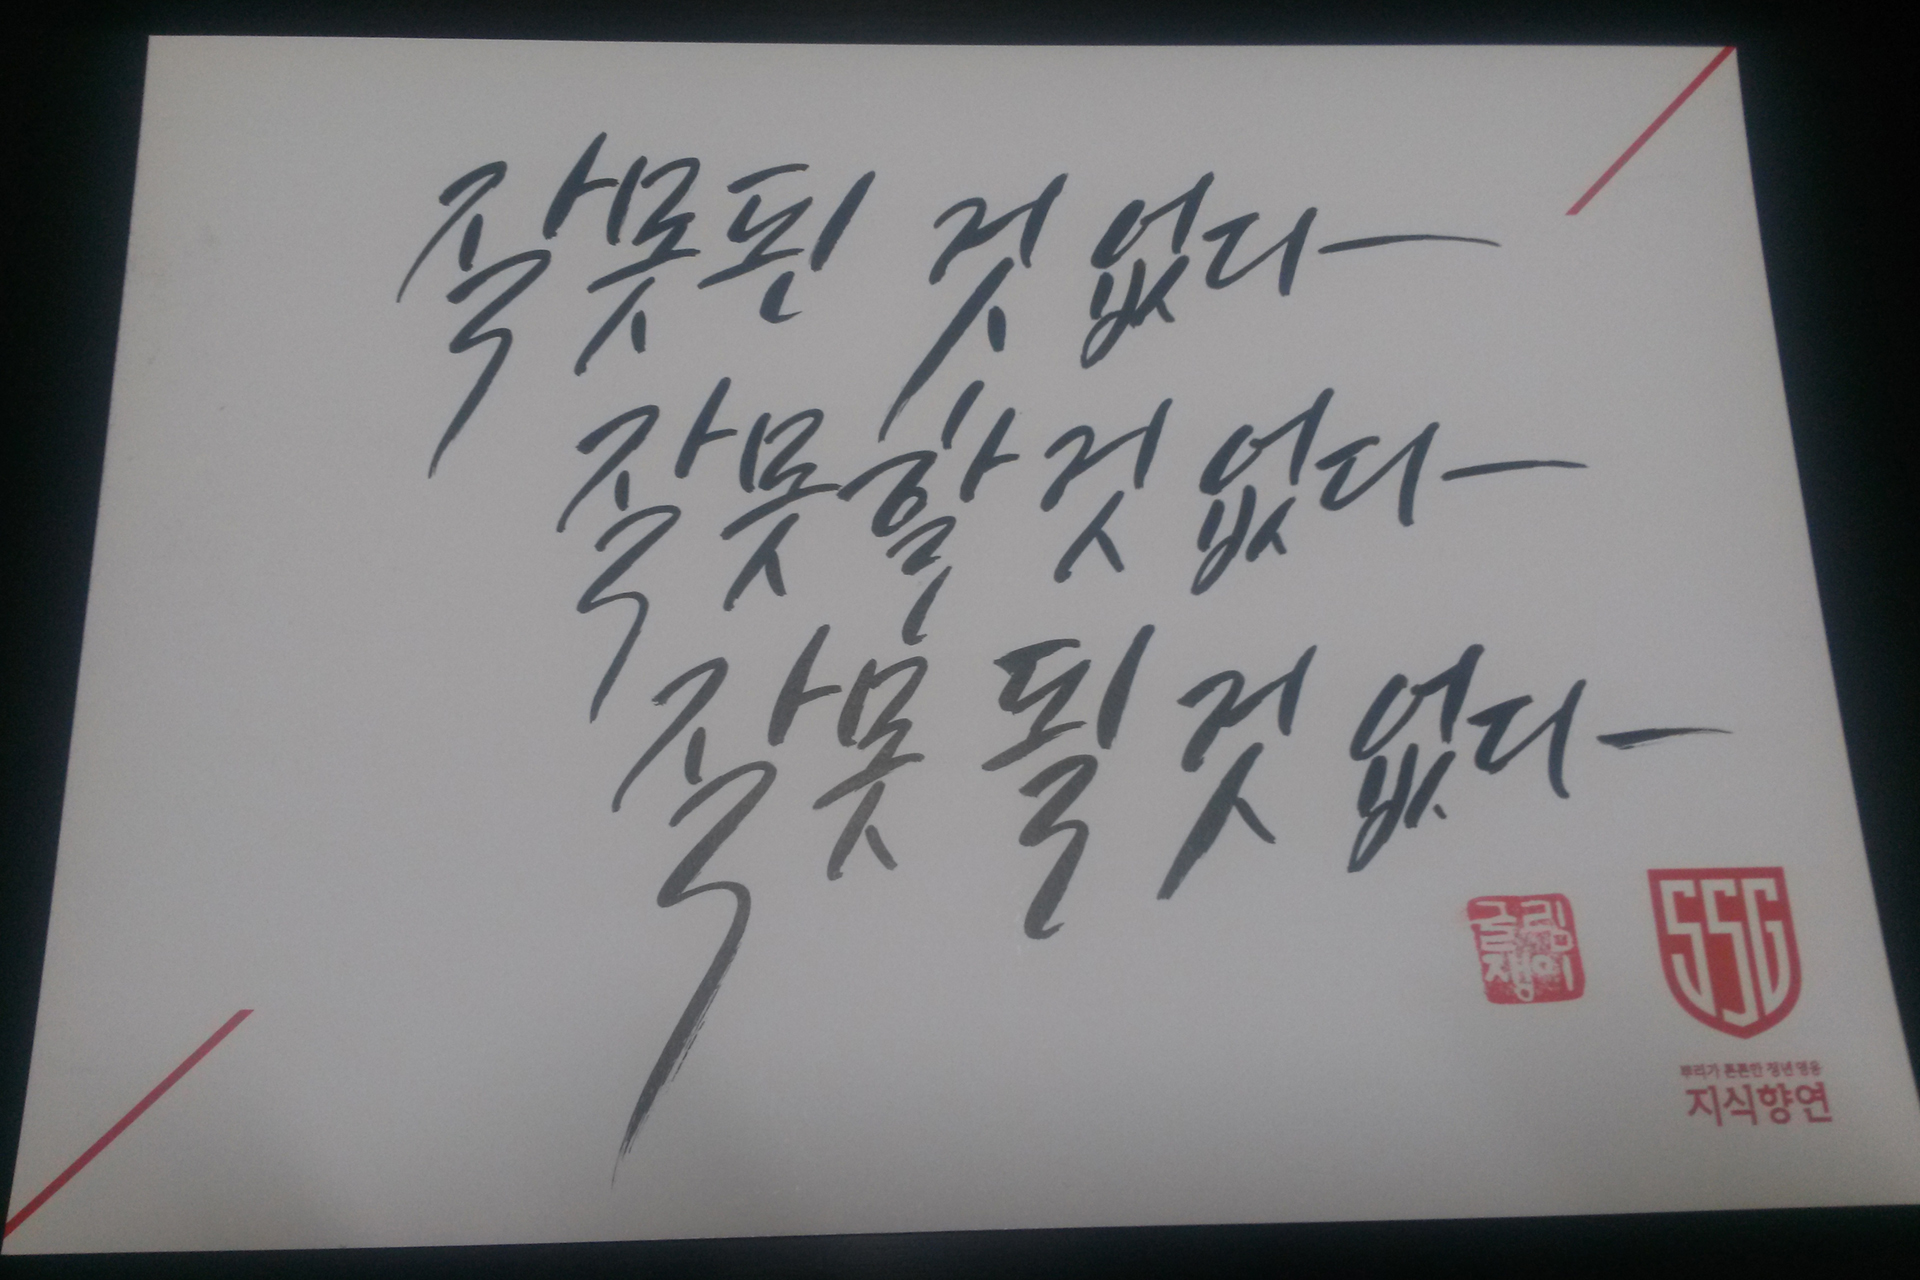 잘못된 것 없다
잘못할 것 없다
잘못 될 것 없다
글림
쟁이
SSG
뿌리가 튼튼한 청년 영웅
지식향연